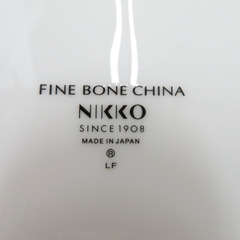 FINE BONE CHINA
NIKKO
SINCE 1908
MADE IN JAPAN
®
LF